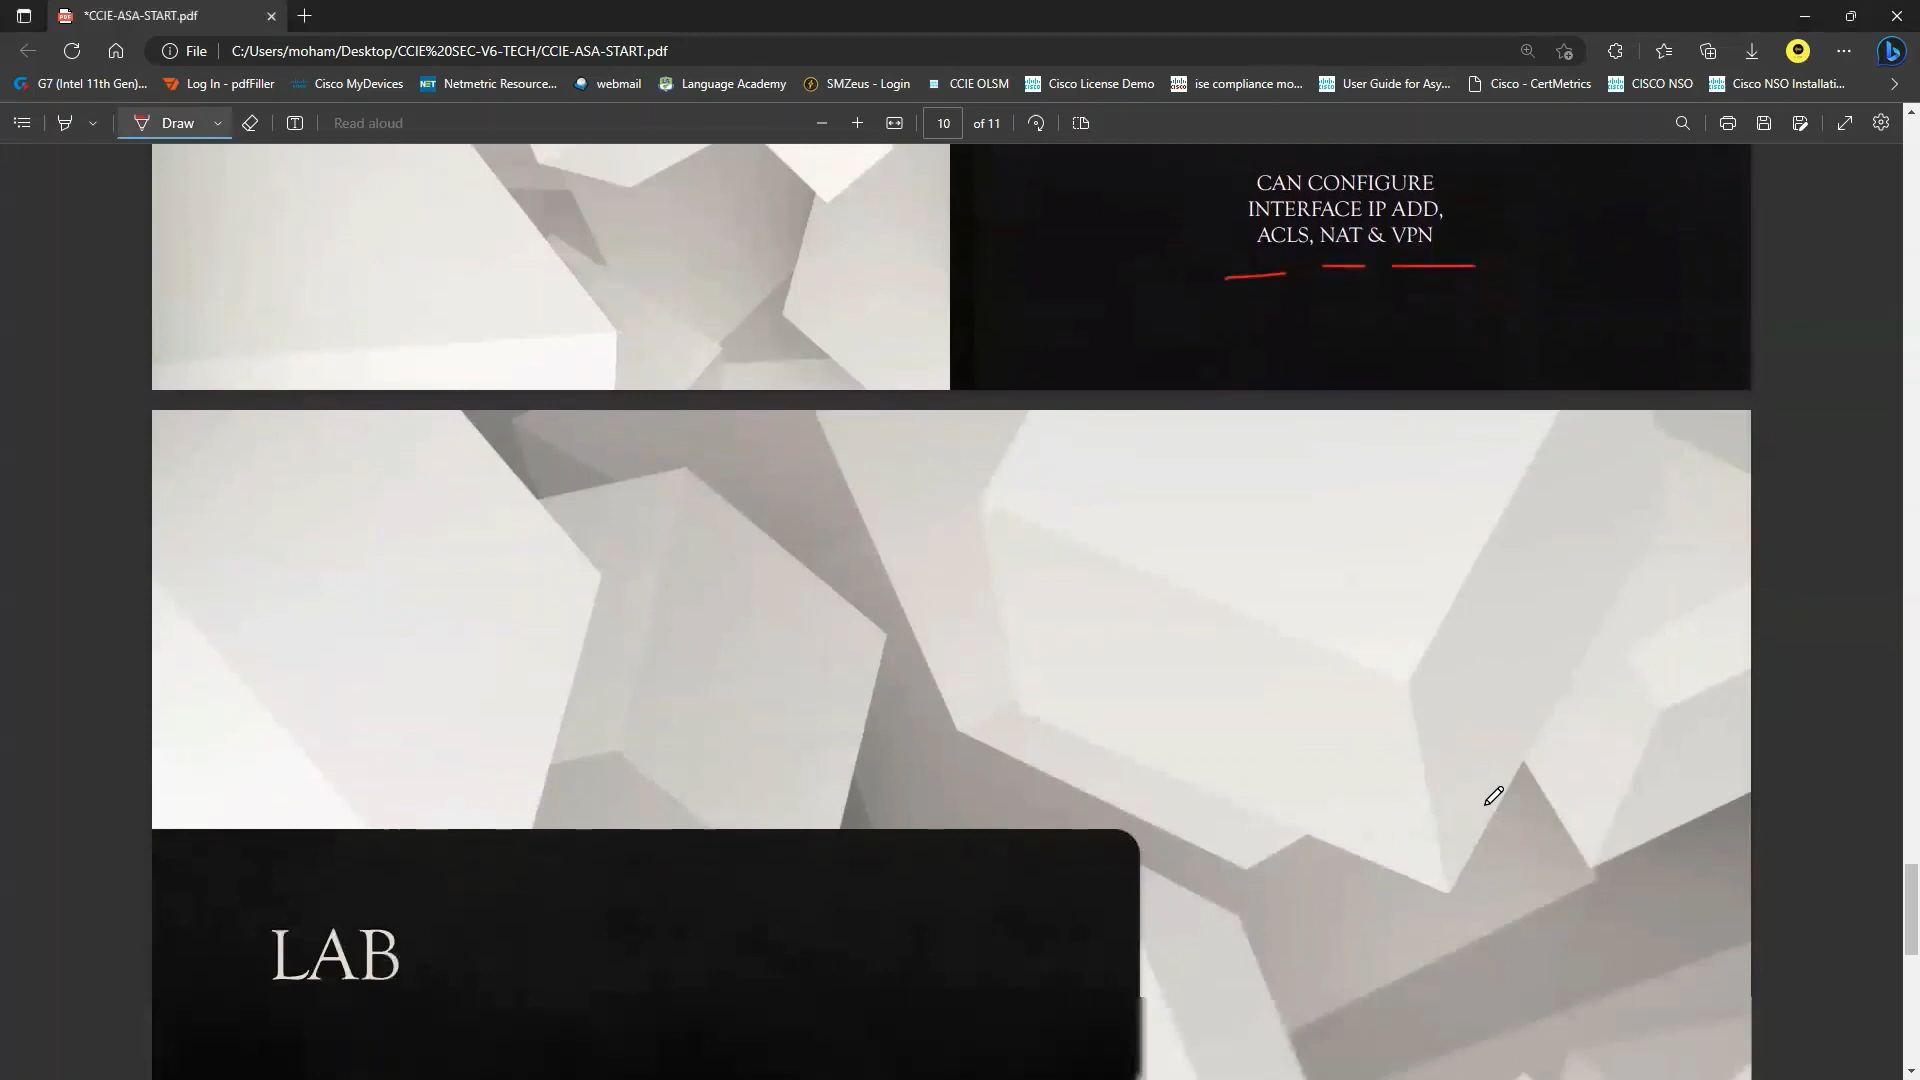 *CCIE-ASA-START.pdf
File
C:/Users/moham/Desktop/CCIE%20SEC-V6-TECH/CCIE-ASA-START.pdf
G7 (Intel 11th Gen)...
Log In - pdfFiller
Cisco MyDevices
NET
Netmetric Resource...
webmail
Language Academy
SMZeus - Login
CCIE OLSM
Cisco License Demo
ise compliance mo...
User Guide for Asy...
Cisco - CertMetrics
CISCO NSO
Cisco NSO Installati...
Draw
Read aloud
10
of 11
CAN CONFIGURE
INTERFACE IP ADD,
ACLS, NAT & VPN
LAB